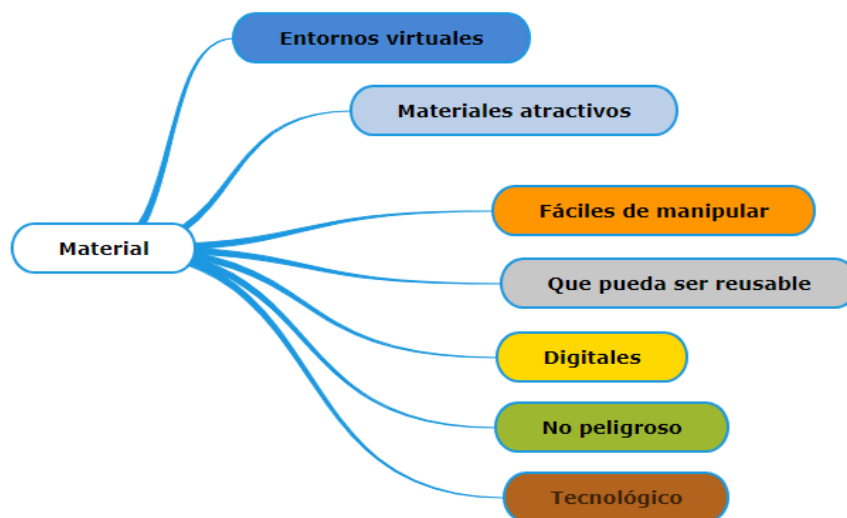 Entornos virtuales
Materiales atractivos
Fáciles de manipular
Material
Que pueda ser reusable
Digitales
No peligroso
Tecnológico